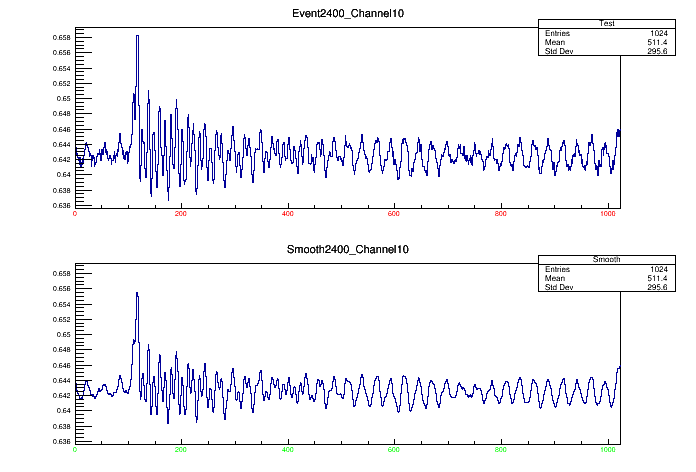 Event2400_Channel10
Test
Entries 1024
Mean 511.4
Std Dev 295.6
0.658
0.656
0.654
0.652
0.65
0.648
0.646
0.644
0.642
0.64
0.638
0.636
0 200 400 600 800 1000
Smooth2400_Channel10
Smooth
Entries 1024
Mean 511.4
Std Dev 295.6
0.658
0.656
0.654
0.652
0.65
0.648
0.646
0.644
0.642
0.64
0.638
0.636
0 200 400 600 800 1000